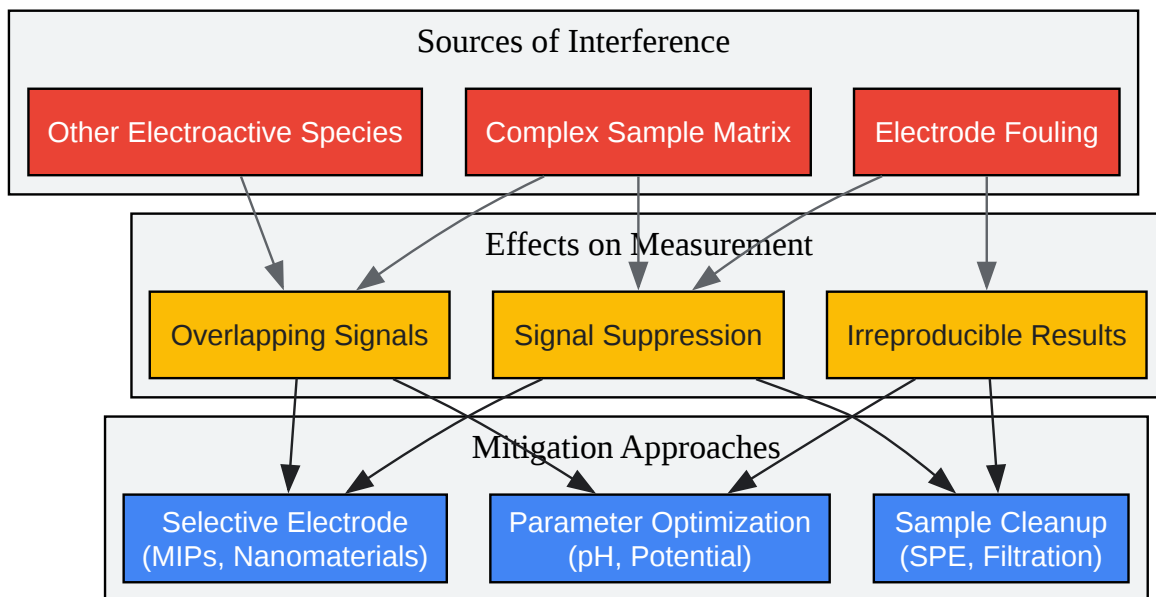 Sources of Interference
Other Electroactive Species
Complex Sample Matrix
Electrode Fouling
Effects on Measurement
Overlapping Signals
Signal Suppression
Irreproducible Results
Mitigation Approaches
Selective Electrode
(MIPs, Nanomaterials)
Parameter Optimization
(pH, Potential)
Sample Cleanup
(SPE, Filtration)